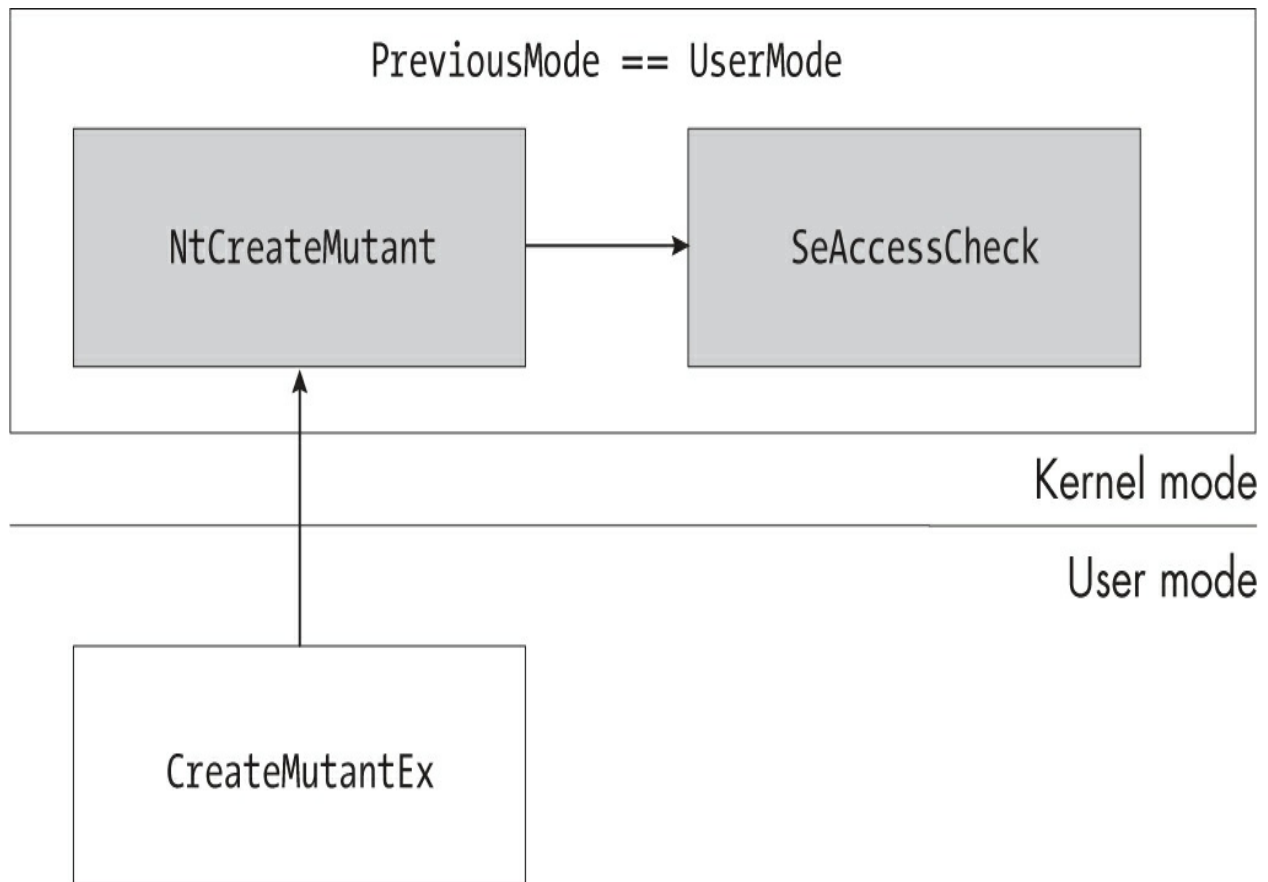 PreviousMode == UserMode
NtCreateMutant
SeAccessCheck
Kernel mode
User mode
CreateMutantEx